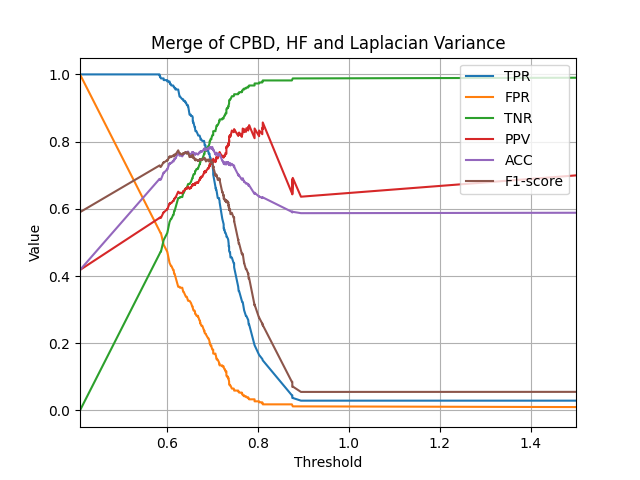 Merge of CPBD, HF and Laplacian Variance
1.0
0.8
0.6
0.4
0.2
0.0
Value
TPR
FPR
TNR
PPV
ACC
F1-score
0.6 0.8 1.0 1.2 1.4
Threshold